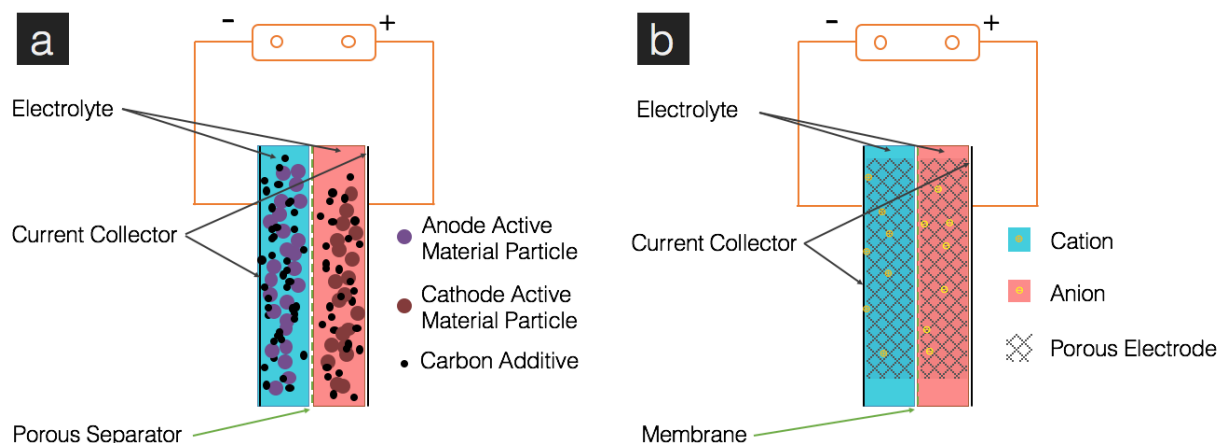 a
- +
Electrolyte
Current Collector
Anode Active
Material Particle
Cathode Active
Material Particle
Carbon Additive
Porous Separator
b
- +
Electrolyte
Current Collector
Cation
Anion
Porous Electrode
Membrane